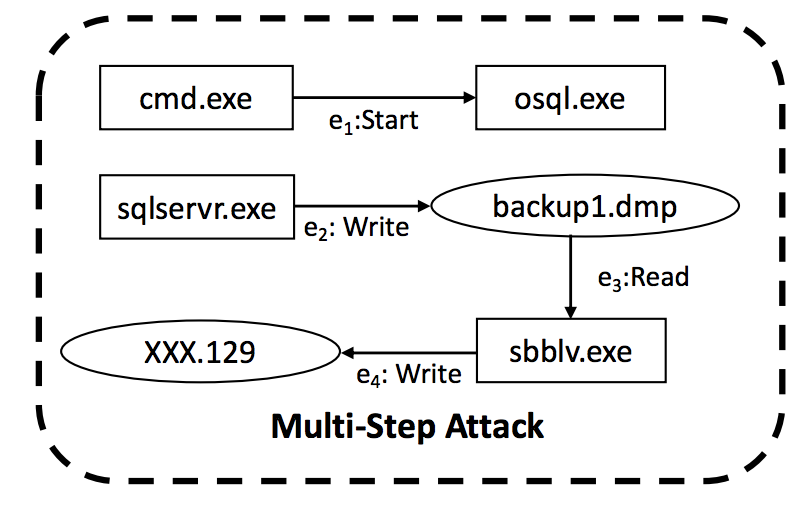 cmd.exe
osql.exe
e₁:Start
sqlservr.exe
backup1.dmp
e₂: Write
e₃:Read
XXX.129
sbblv.exe
e₄: Write
Multi-Step Attack